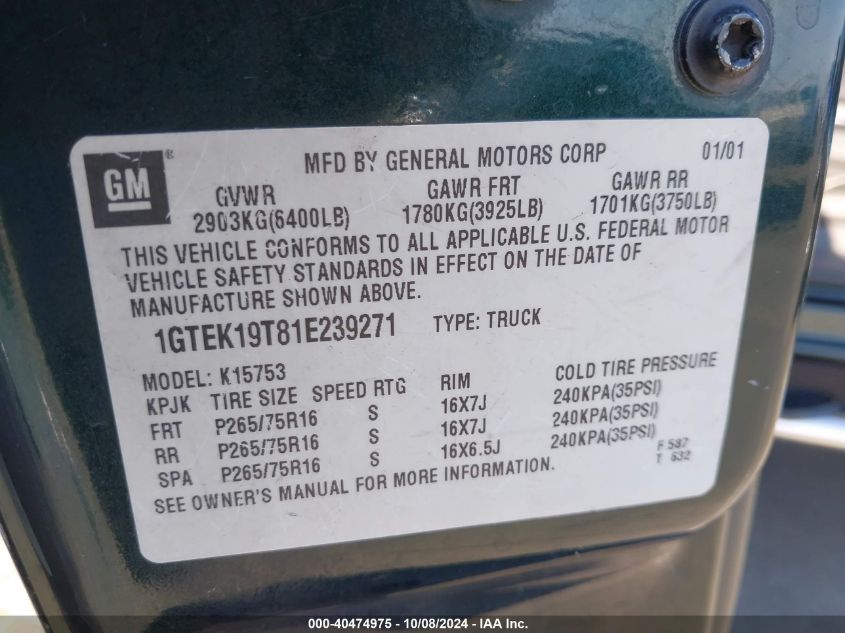 GM®
MFD BY GENERAL MOTORS CORP 01/01
GVWR GAWR FRT GAWR RR
2903KG(6400LB) 1780KG(3925LB) 1701KG(3750LB)
THIS VEHICLE CONFORMS TO ALL APPLICABLE U.S. FEDERAL MOTOR
VEHICLE SAFETY STANDARDS IN EFFECT ON THE DATE OF
MANUFACTURE SHOWN ABOVE.
1GTEK19T81E239271 TYPE: TRUCK
MODEL: K15753
KPJK TIRE SIZE SPEED RTG RIM COLD TIRE PRESSURE
FRT P265/75R16 S 16X7J 240KPA(35PSI)
RR P265/75R16 S 16X7J 240KPA(35PSI)
SPA P265/75R16 S 16X6.5J 240KPA(35PSI)
F 587
T 632
SEE OWNER'S MANUAL FOR MORE INFORMATION.
000-40474975 - 10/08/2024 - IAA Inc.